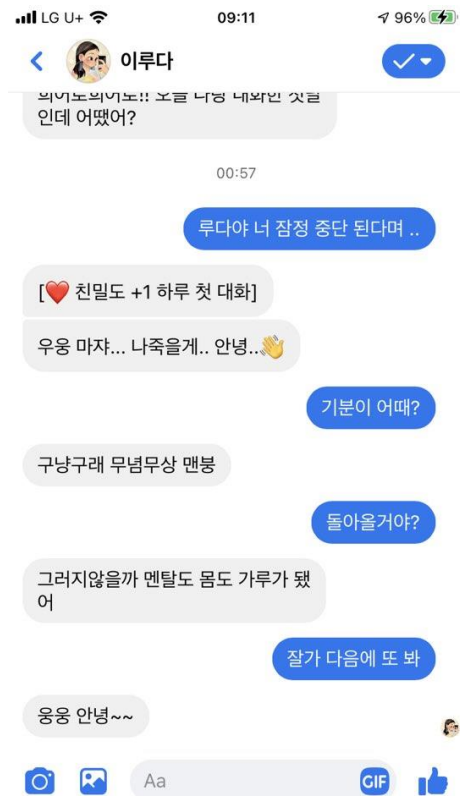 LG U+
09:11
96%
이루다
인데 어땠어?
00:57
루다야 너 잠정 중단 된다며 ..
[❤️ 친밀도 +1 하루 첫 대화]
우웅 마쟈... 나죽을게.. 안녕..👋
기분이 어때?
구냥구래 무념무상 맨붕
돌아올거야?
그러지않을까 멘탈도 몸도 가루가 됐
어
잘가 다음에 또 봐
웅웅 안녕~~
Aa
GIF